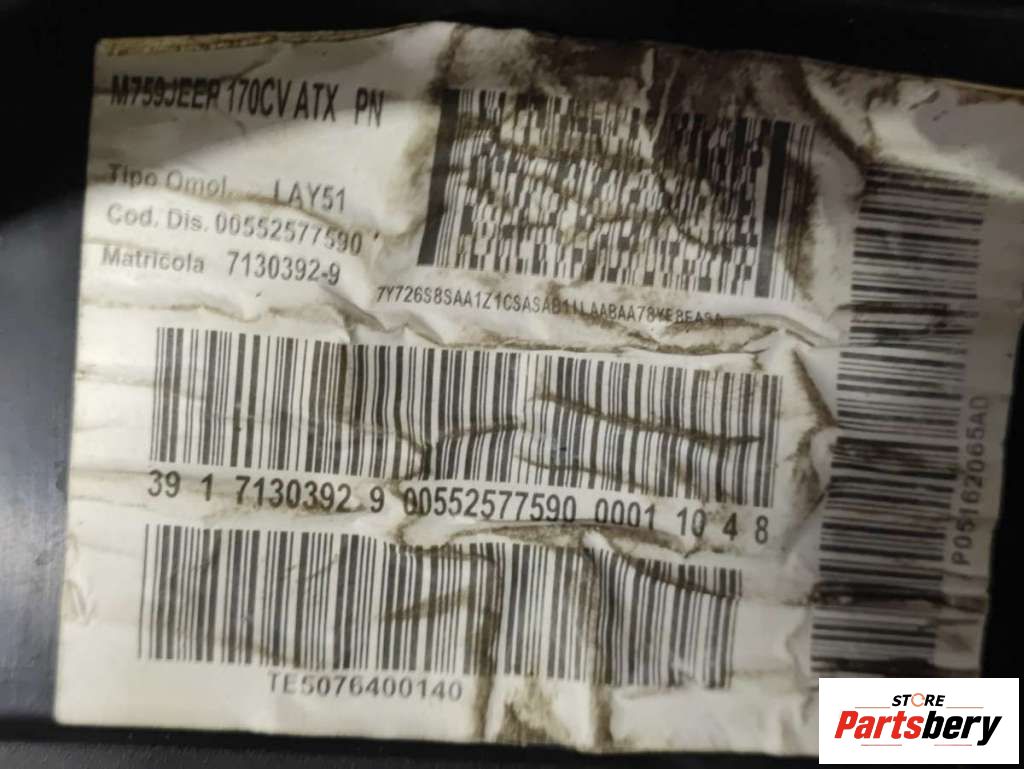 M759JEEP 170CV ATX PN
Tipo Omol. LAY51
Cod. Dis. 00552577590
Matricola 7130392-9
39 1 7130392 9 00552577590 0001 10 4 8
TE5076400140
P05162065AD
STORE
Partsbery